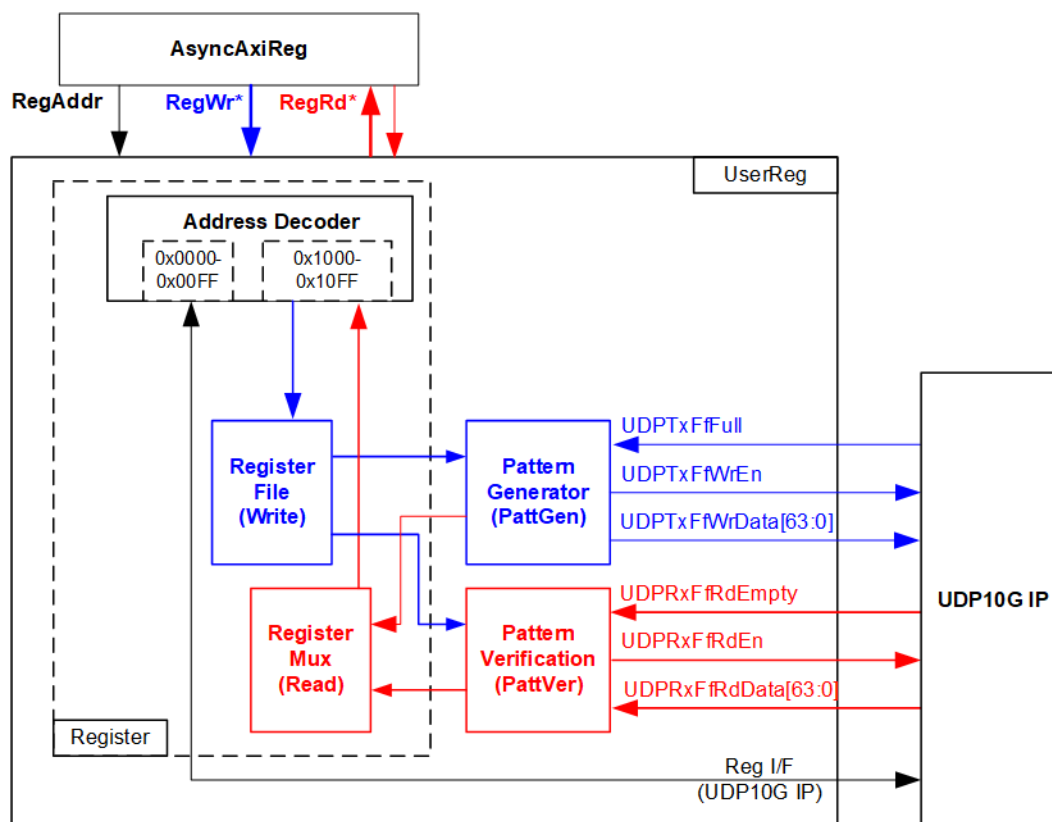 AsyncAxiReg
RegAddr
RegWr*
RegRd*
UserReg
Address Decoder
0x0000-
0x00FF
0x1000-
0x10FF
Register
File
(Write)
Pattern
Generator
(PattGen)
UDPTxFfFull
UDPTxFfWrEn
UDPTxFfWrData[63:0]
Register
Mux
(Read)
Pattern
Verification
(PattVer)
UDPRxFfRdEmpty
UDPRxFfRdEn
UDPRxFfRdData[63:0]
UDP10G IP
Register
Reg I/F
(UDP10G IP)